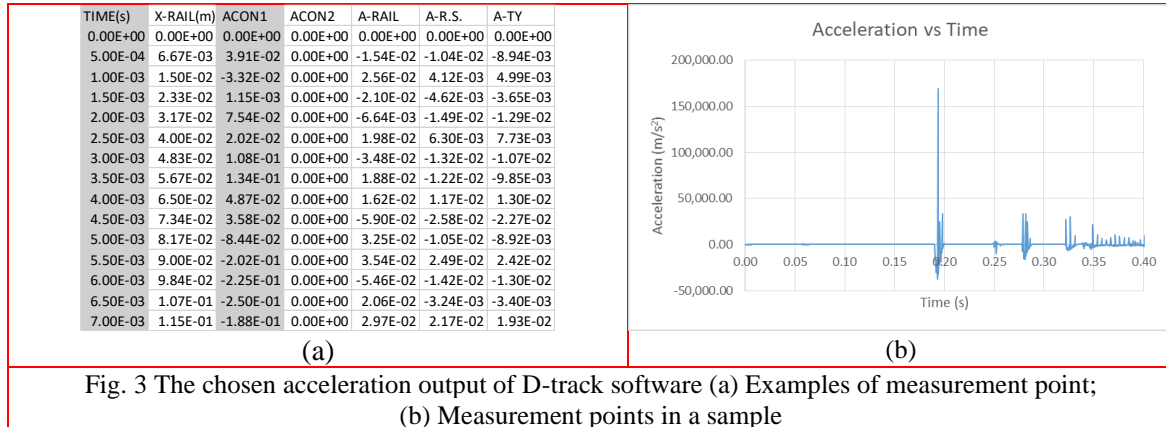 TIME(s) X-RAIL(m) ACON1 ACON2 A-RAIL A-R.S. A-TY
0.00E+00 0.00E+00 0.00E+00 0.00E+00 0.00E+00 0.00E+00 0.00E+00
5.00E-04 6.67E-03 3.91E-02 0.00E+00 -1.54E-02 -1.04E-02 -8.94E-03
1.00E-03 1.50E-02 -3.32E-02 0.00E+00 2.56E-02 4.12E-03 4.99E-03
1.50E-03 2.33E-02 1.15E-03 0.00E+00 -2.10E-02 -4.62E-03 -3.65E-03
2.00E-03 3.17E-02 7.54E-02 0.00E+00 -6.64E-03 -1.49E-02 -1.29E-02
2.50E-03 4.00E-02 2.02E-02 0.00E+00 1.98E-02 6.30E-03 7.73E-03
3.00E-03 4.83E-02 1.08E-01 0.00E+00 -3.48E-02 -1.32E-02 -1.07E-02
3.50E-03 5.67E-02 1.34E-01 0.00E+00 1.88E-02 -1.22E-02 -9.85E-03
4.00E-03 6.50E-02 4.87E-02 0.00E+00 1.62E-02 1.17E-02 1.30E-02
4.50E-03 7.34E-02 3.58E-02 0.00E+00 -5.90E-02 -2.58E-02 -2.27E-02
5.00E-03 8.17E-02 -8.44E-02 0.00E+00 3.25E-02 -1.05E-02 -8.92E-03
5.50E-03 9.00E-02 -2.02E-01 0.00E+00 3.54E-02 2.49E-02 2.42E-02
6.00E-03 9.84E-02 -2.25E-01 0.00E+00 -5.46E-02 -1.42E-02 -1.30E-02
6.50E-03 1.07E-01 -2.50E-01 0.00E+00 2.06E-02 -3.24E-03 -3.40E-03
7.00E-03 1.15E-01 -1.88E-01 0.00E+00 2.97E-02 2.17E-02 1.93E-02
(a)
Acceleration vs Time
200,000.00
150,000.00
100,000.00
50,000.00
0.00
-50,000.00
Acceleration (m/s²)
0.00 0.05 0.10 0.15 0.20 0.25 0.30 0.35 0.40
Time (s)
(b)
Fig. 3 The chosen acceleration output of D-track software (a) Examples of measurement point;
(b) Measurement points in a sample